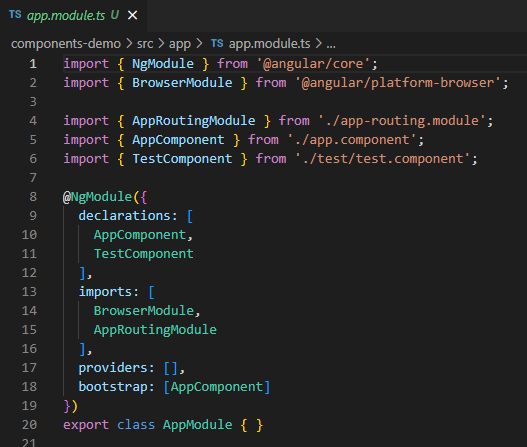 TS app.module.ts U ×
components-demo > src > app > TS app.module.ts > ...
1 import { NgModule } from '@angular/core';
2 import { BrowserModule } from '@angular/platform-browser';
3
4 import { AppRoutingModule } from './app-routing.module';
5 import { AppComponent } from './app.component';
6 import { TestComponent } from './test/test.component';
7
8 @NgModule({
9   declarations: [
10     AppComponent,
11     TestComponent
12   ],
13   imports: [
14     BrowserModule,
15     AppRoutingModule
16   ],
17   providers: [],
18   bootstrap: [AppComponent]
19 })
20 export class AppModule { }
21